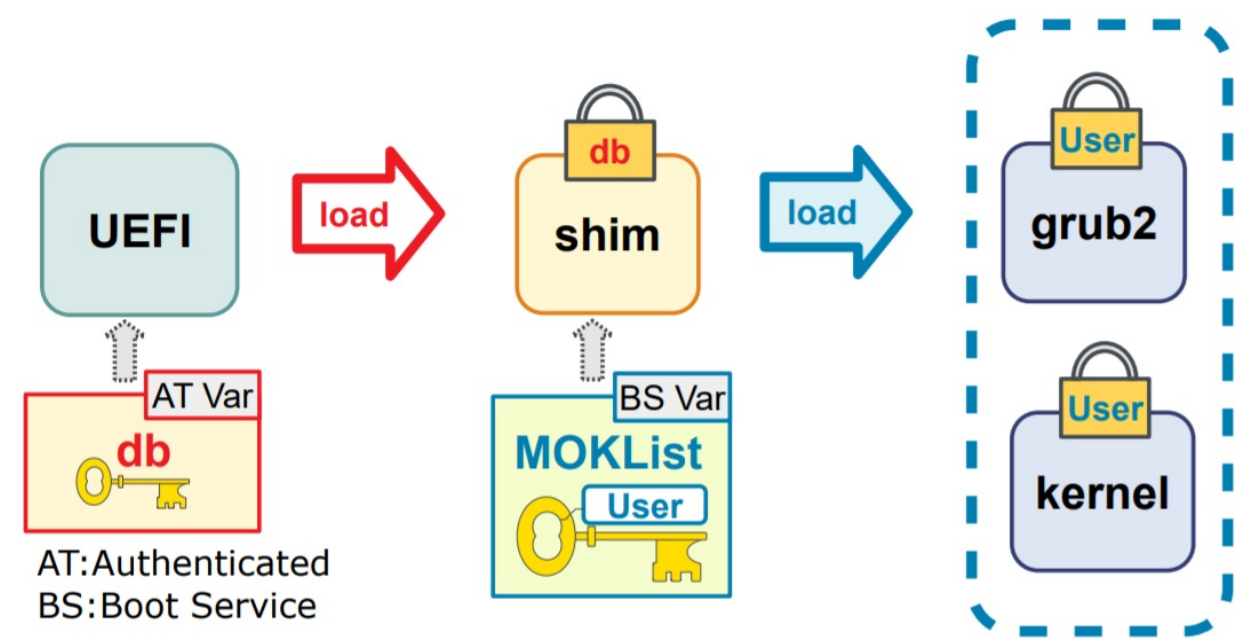 db
User
UEFI
load
shim
load
grub2
AT Var
db
BS Var
MOKList
User
User
kernel
AT:Authenticated
BS:Boot Service